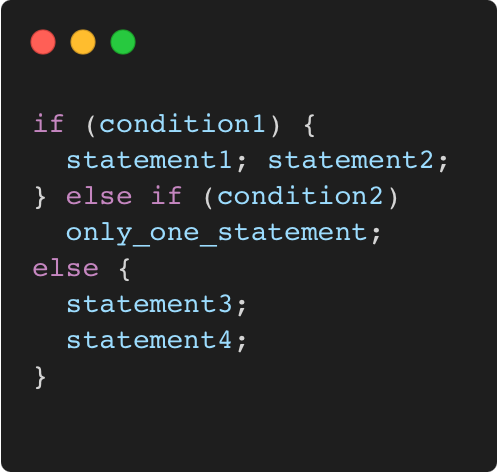 if (condition1) {
  statement1; statement2;
} else if (condition2)
  only_one_statement;
else {
  statement3;
  statement4;
}